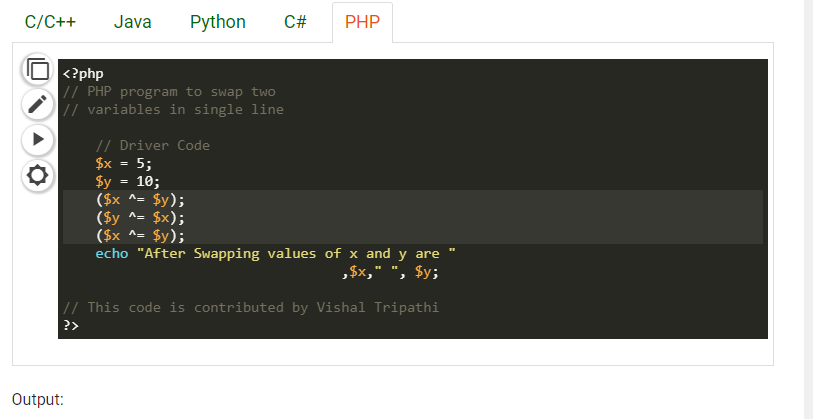 C/C++ Java Python C# PHP
<?php
// PHP program to swap two
// variables in single line
// Driver Code
$x = 5;
$y = 10;
($x ^= $y);
($y ^= $x);
($x ^= $y);
echo "After Swapping values of x and y are "
,$x," ", $y;
// This code is contributed by Vishal Tripathi
?>
Output: